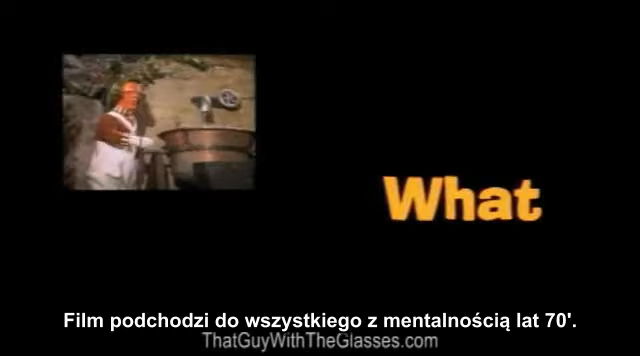 What
Film podchodzi do wszystkiego z mentalnością lat 70'.
ThatGuyWithTheGlasses.com